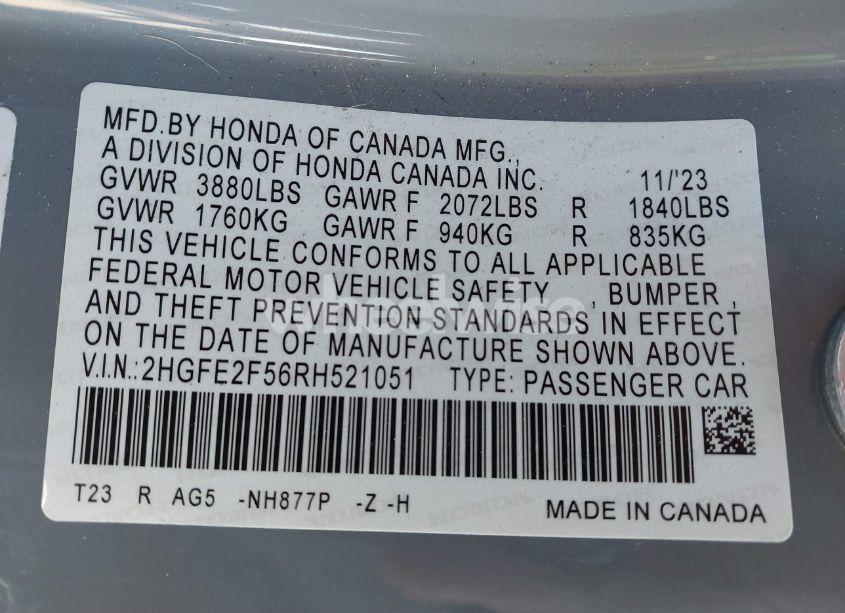 MFD.BY HONDA OF CANADA MFG.,
A DIVISION OF HONDA CANADA INC. 11/'23
GVWR 3880LBS GAWR F 2072LBS R 1840LBS
GVWR 1760KG GAWR F 940KG R 835KG
THIS VEHICLE CONFORMS TO ALL APPLICABLE
FEDERAL MOTOR VEHICLE SAFETY , BUMPER ,
AND THEFT PREVENTION STANDARDS IN EFFECT
ON THE DATE OF MANUFACTURE SHOWN ABOVE.
V.I.N.:2HGFE2F56RH521051 TYPE: PASSENGER CAR
T23 R AG5 -NH877P -Z -H MADE IN CANADA